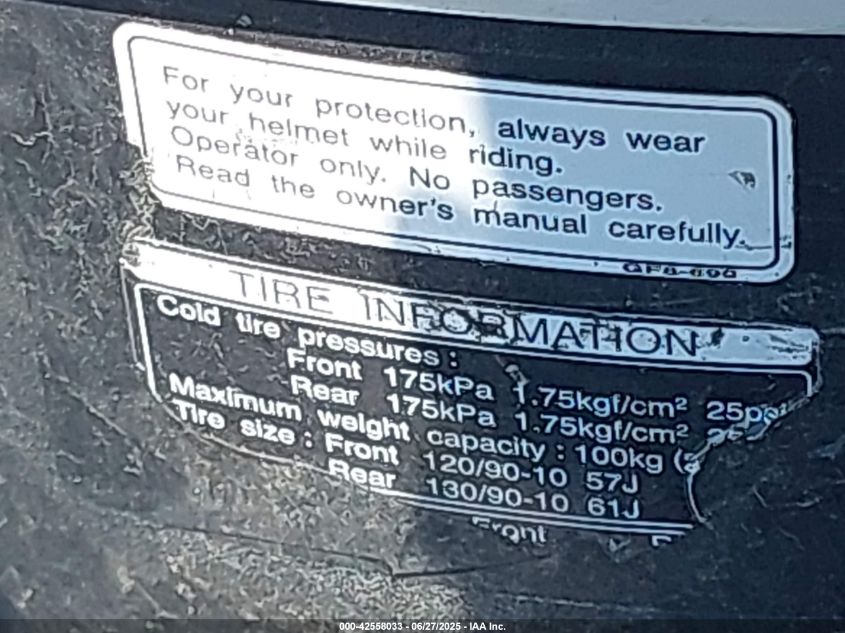 For your protection, always wear
your helmet while riding.
Operator only. No passengers.
Read the owner's manual carefully.
TIRE INFORMATION
Cold tire pressures :
Front 175kPa 1.75kgf/cm² 25psi
Rear 175kPa 1.75kgf/cm²
Maximum weight capacity : 100kg
Tire size : Front 120/90-10 57J
Rear 130/90-10 61J
Front
000-42558033 - 06/27/2025 - IAA Inc.